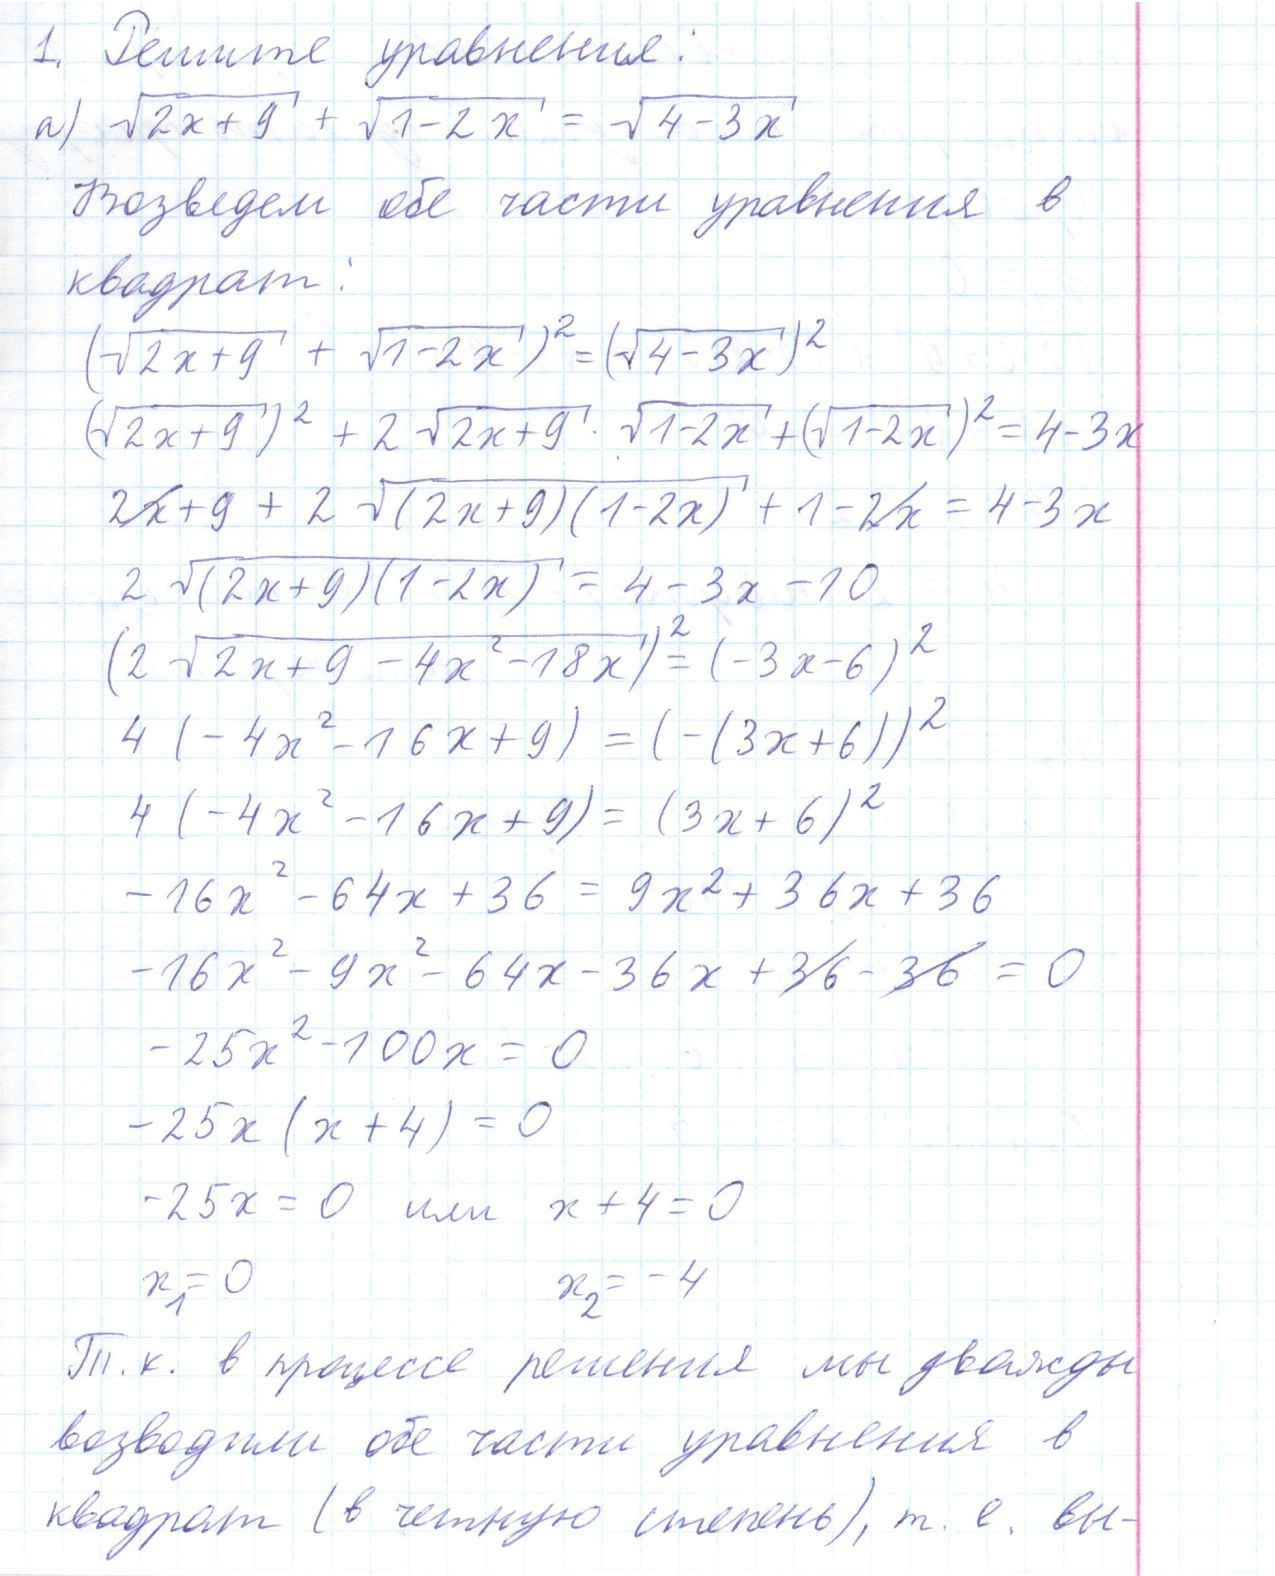 1. Решите уравнения:
а) √(2x+9) + √(1-2x) = √(4-3x)
Возведем обе части уравнения в
квадрат:
(√(2x+9) + √(1-2x))² = (√(4-3x))²
(√(2x+9))² + 2√(2x+9) · √(1-2x) + (√(1-2x))² = 4-3x
2x+9 + 2√((2x+9)(1-2x)) + 1-2x = 4-3x
2√((2x+9)(1-2x)) = 4-3x-10
(2√(2x+9-4x²-18x))² = (-3x-6)²
4(-4x²-16x+9) = (-(3x+6))²
4(-4x²-16x+9) = (3x+6)²
-16x²-64x+36 = 9x²+36x+36
-16x²-9x²-64x-36x+36-36 = 0
-25x²-100x = 0
-25x(x+4) = 0
-25x = 0 или x+4 = 0
x₁ = 0 x₂ = -4
Т.к. в процессе решения мы дважды
возводили обе части уравнения в
квадрат (в четную степень), т. е. вы-